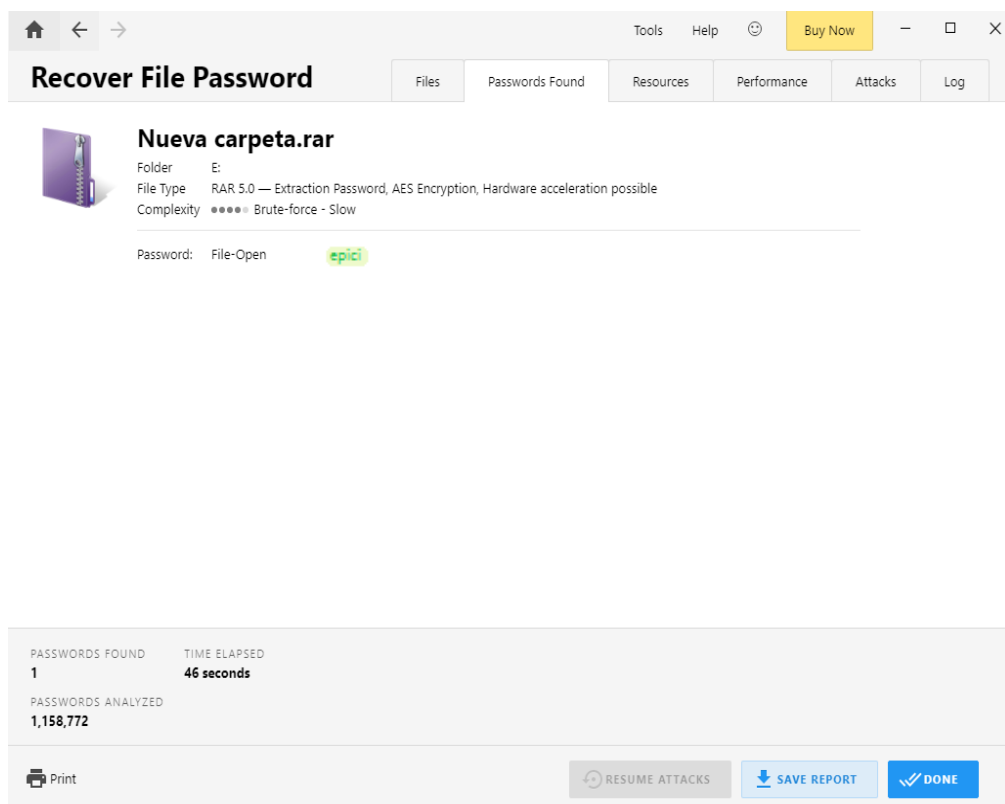 Tools Help Buy Now
Recover File Password
Files Passwords Found Resources Performance Attacks Log
Nueva carpeta.rar
Folder E:
File Type RAR 5.0 — Extraction Password, AES Encryption, Hardware acceleration possible
Complexity Brute-force - Slow
Password: File-Open epici
PASSWORDS FOUND TIME ELAPSED
1 46 seconds
PASSWORDS ANALYZED
1,158,772
Print RESUME ATTACKS SAVE REPORT DONE